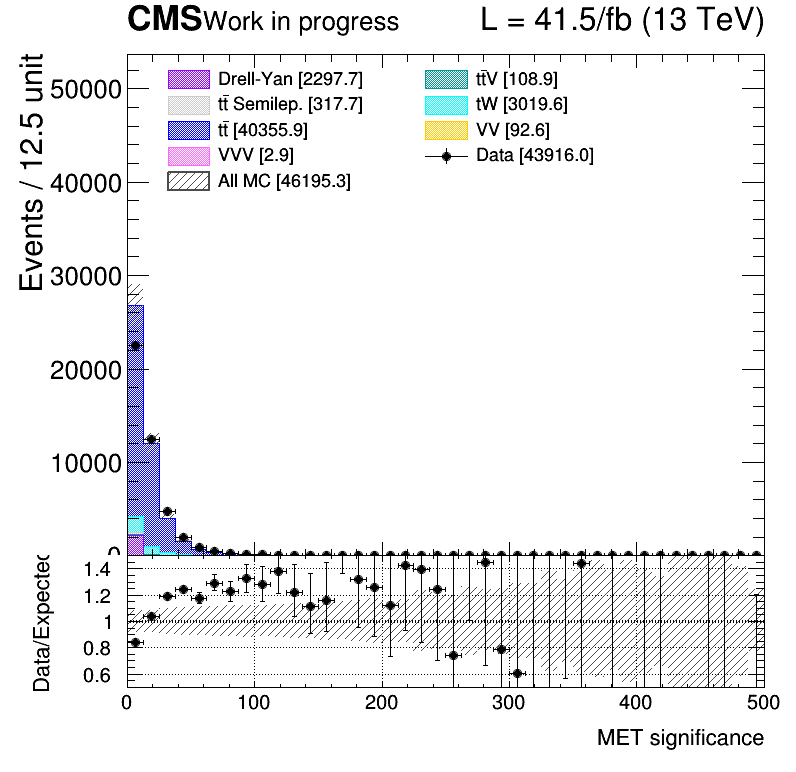 CMS Work in progress L = 41.5/fb (13 TeV)
Events / 12.5 unit
50000
40000
30000
20000
10000
0
Drell-Yan [2297.7]
tt̄ Semilep. [317.7]
tt̄ [40355.9]
VVV [2.9]
All MC [46195.3]
tt̄V [108.9]
tW [3019.6]
VV [92.6]
Data [43916.0]
Data/Expected
1.4
1.2
1
0.8
0.6
0 100 200 300 400 500
MET significance